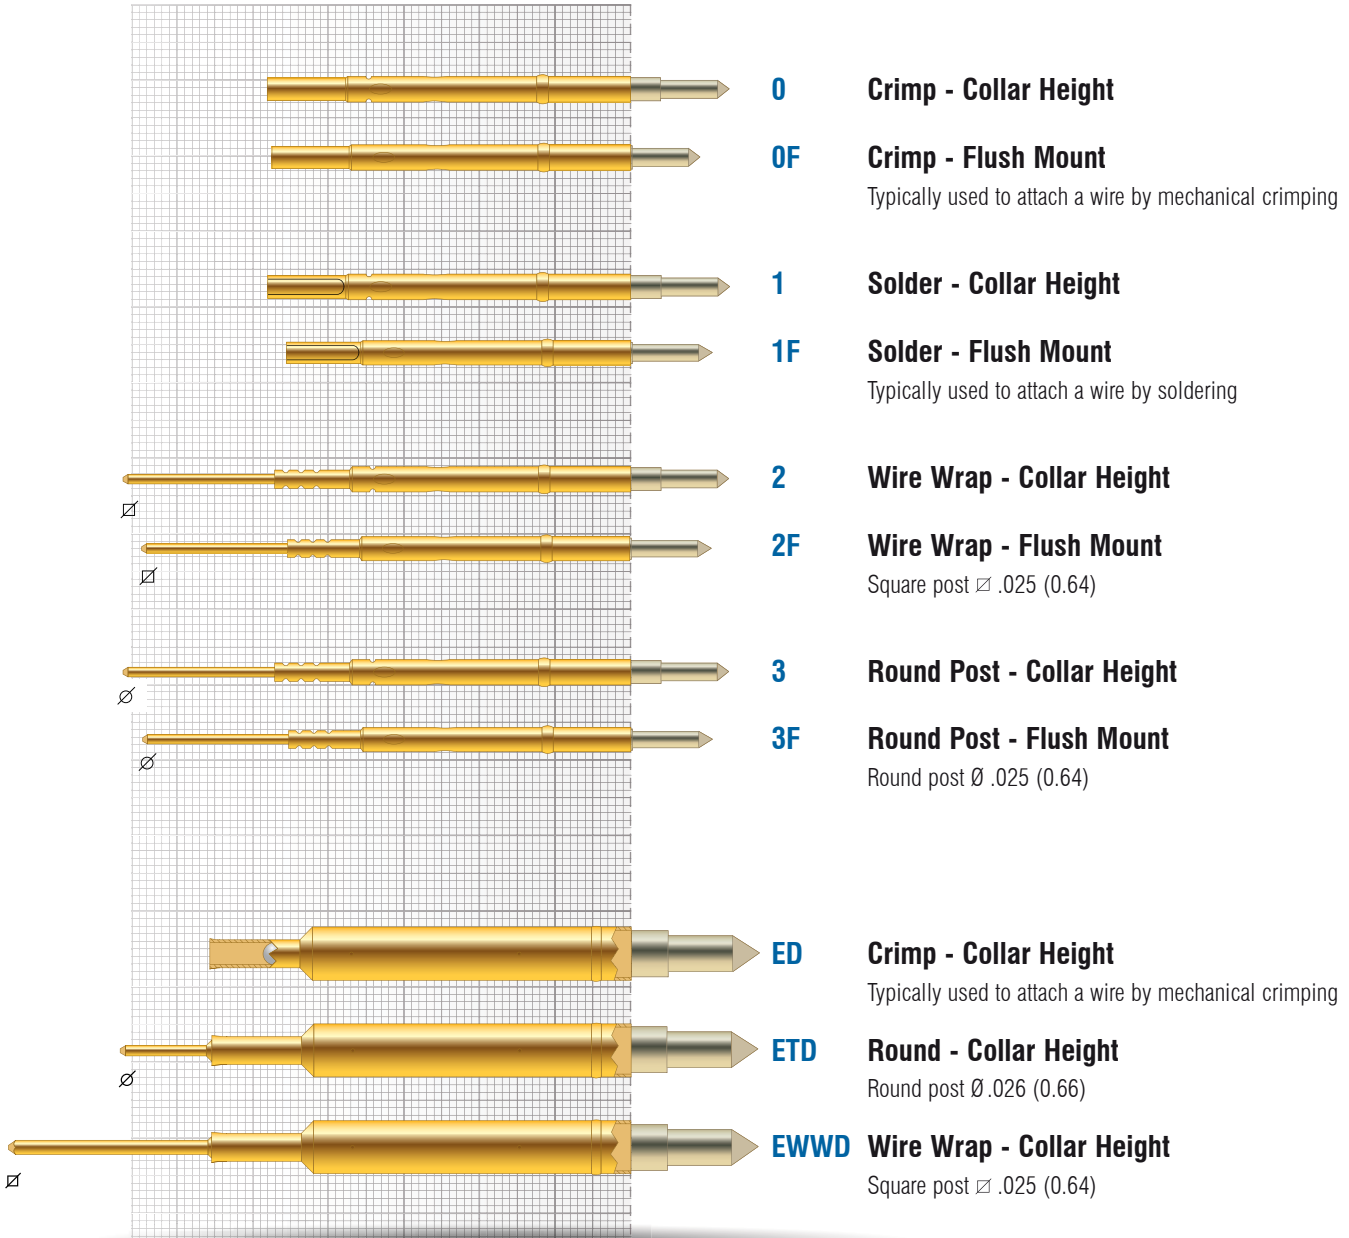 0 Crimp - Collar Height
0F Crimp - Flush Mount
Typically used to attach a wire by mechanical crimping
1 Solder - Collar Height
1F Solder - Flush Mount
Typically used to attach a wire by soldering
2 Wire Wrap - Collar Height
2F Wire Wrap - Flush Mount
Square post ⍁ .025 (0.64)
3 Round Post - Collar Height
3F Round Post - Flush Mount
Round post Ø .025 (0.64)
ED Crimp - Collar Height
Typically used to attach a wire by mechanical crimping
ETD Round - Collar Height
Round post Ø .026 (0.66)
EWWD Wire Wrap - Collar Height
Square post ⍁ .025 (0.64)